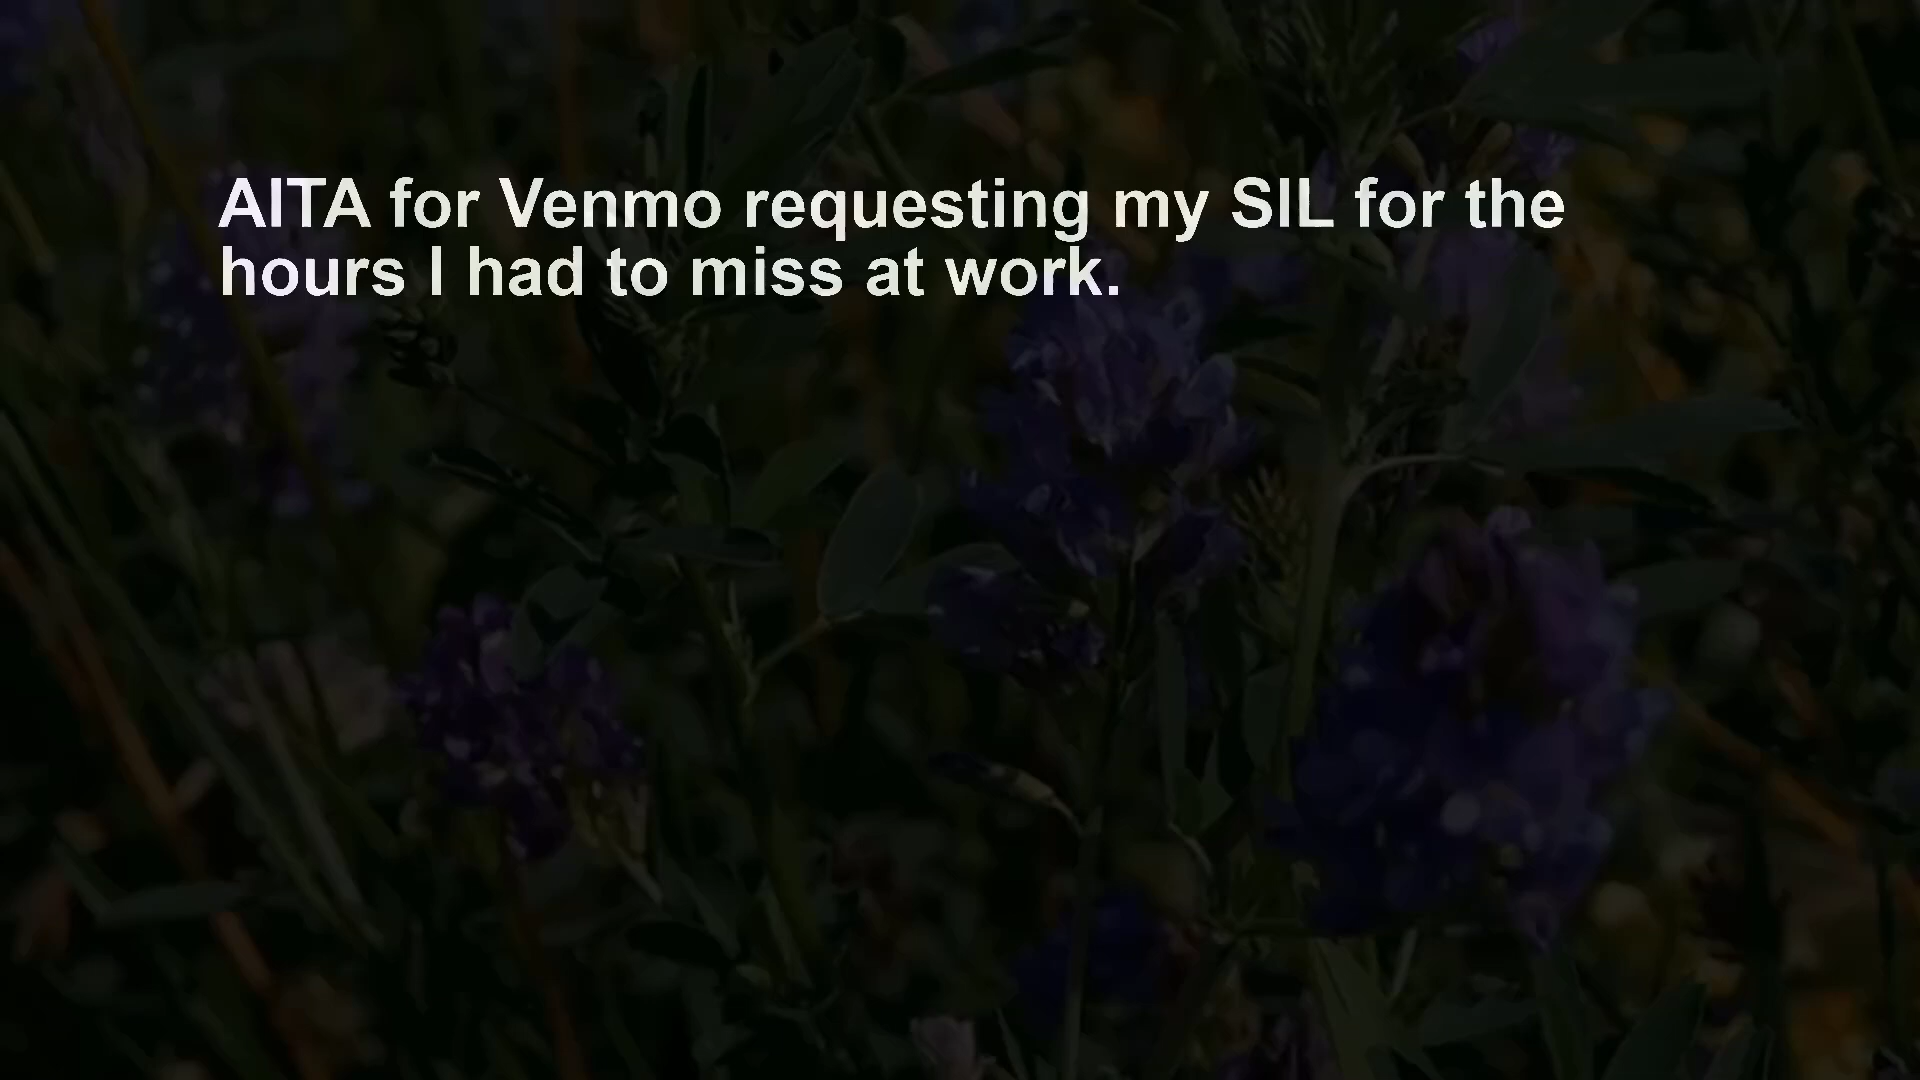 AITA for Venmo requesting my SIL for the
hours I had to miss at work.